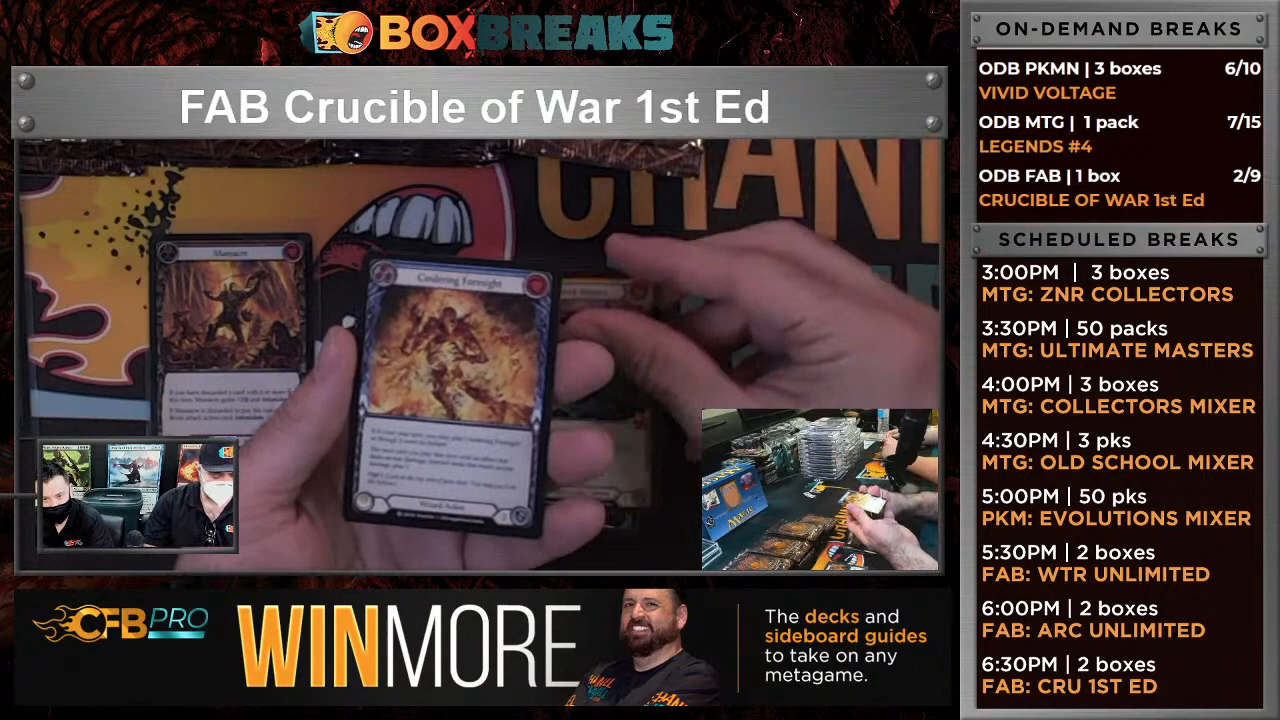 BOXBREAKS
FAB Crucible of War 1st Ed
CHANN
Massacre
Cindering Foresight
Wizard Action
MAGIC
CFBPRO
WINMORE
The decks and
sideboard guides
to take on any
metagame.
ON-DEMAND BREAKS
ODB PKMN | 3 boxes 6/10
VIVID VOLTAGE
ODB MTG | 1 pack 7/15
LEGENDS #4
ODB FAB | 1 box 2/9
CRUCIBLE OF WAR 1st Ed
SCHEDULED BREAKS
3:00PM | 3 boxes
MTG: ZNR COLLECTORS
3:30PM | 50 packs
MTG: ULTIMATE MASTERS
4:00PM | 3 boxes
MTG: COLLECTORS MIXER
4:30PM | 3 pks
MTG: OLD SCHOOL MIXER
5:00PM | 50 pks
PKM: EVOLUTIONS MIXER
5:30PM | 2 boxes
FAB: WTR UNLIMITED
6:00PM | 2 boxes
FAB: ARC UNLIMITED
6:30PM | 2 boxes
FAB: CRU 1ST ED